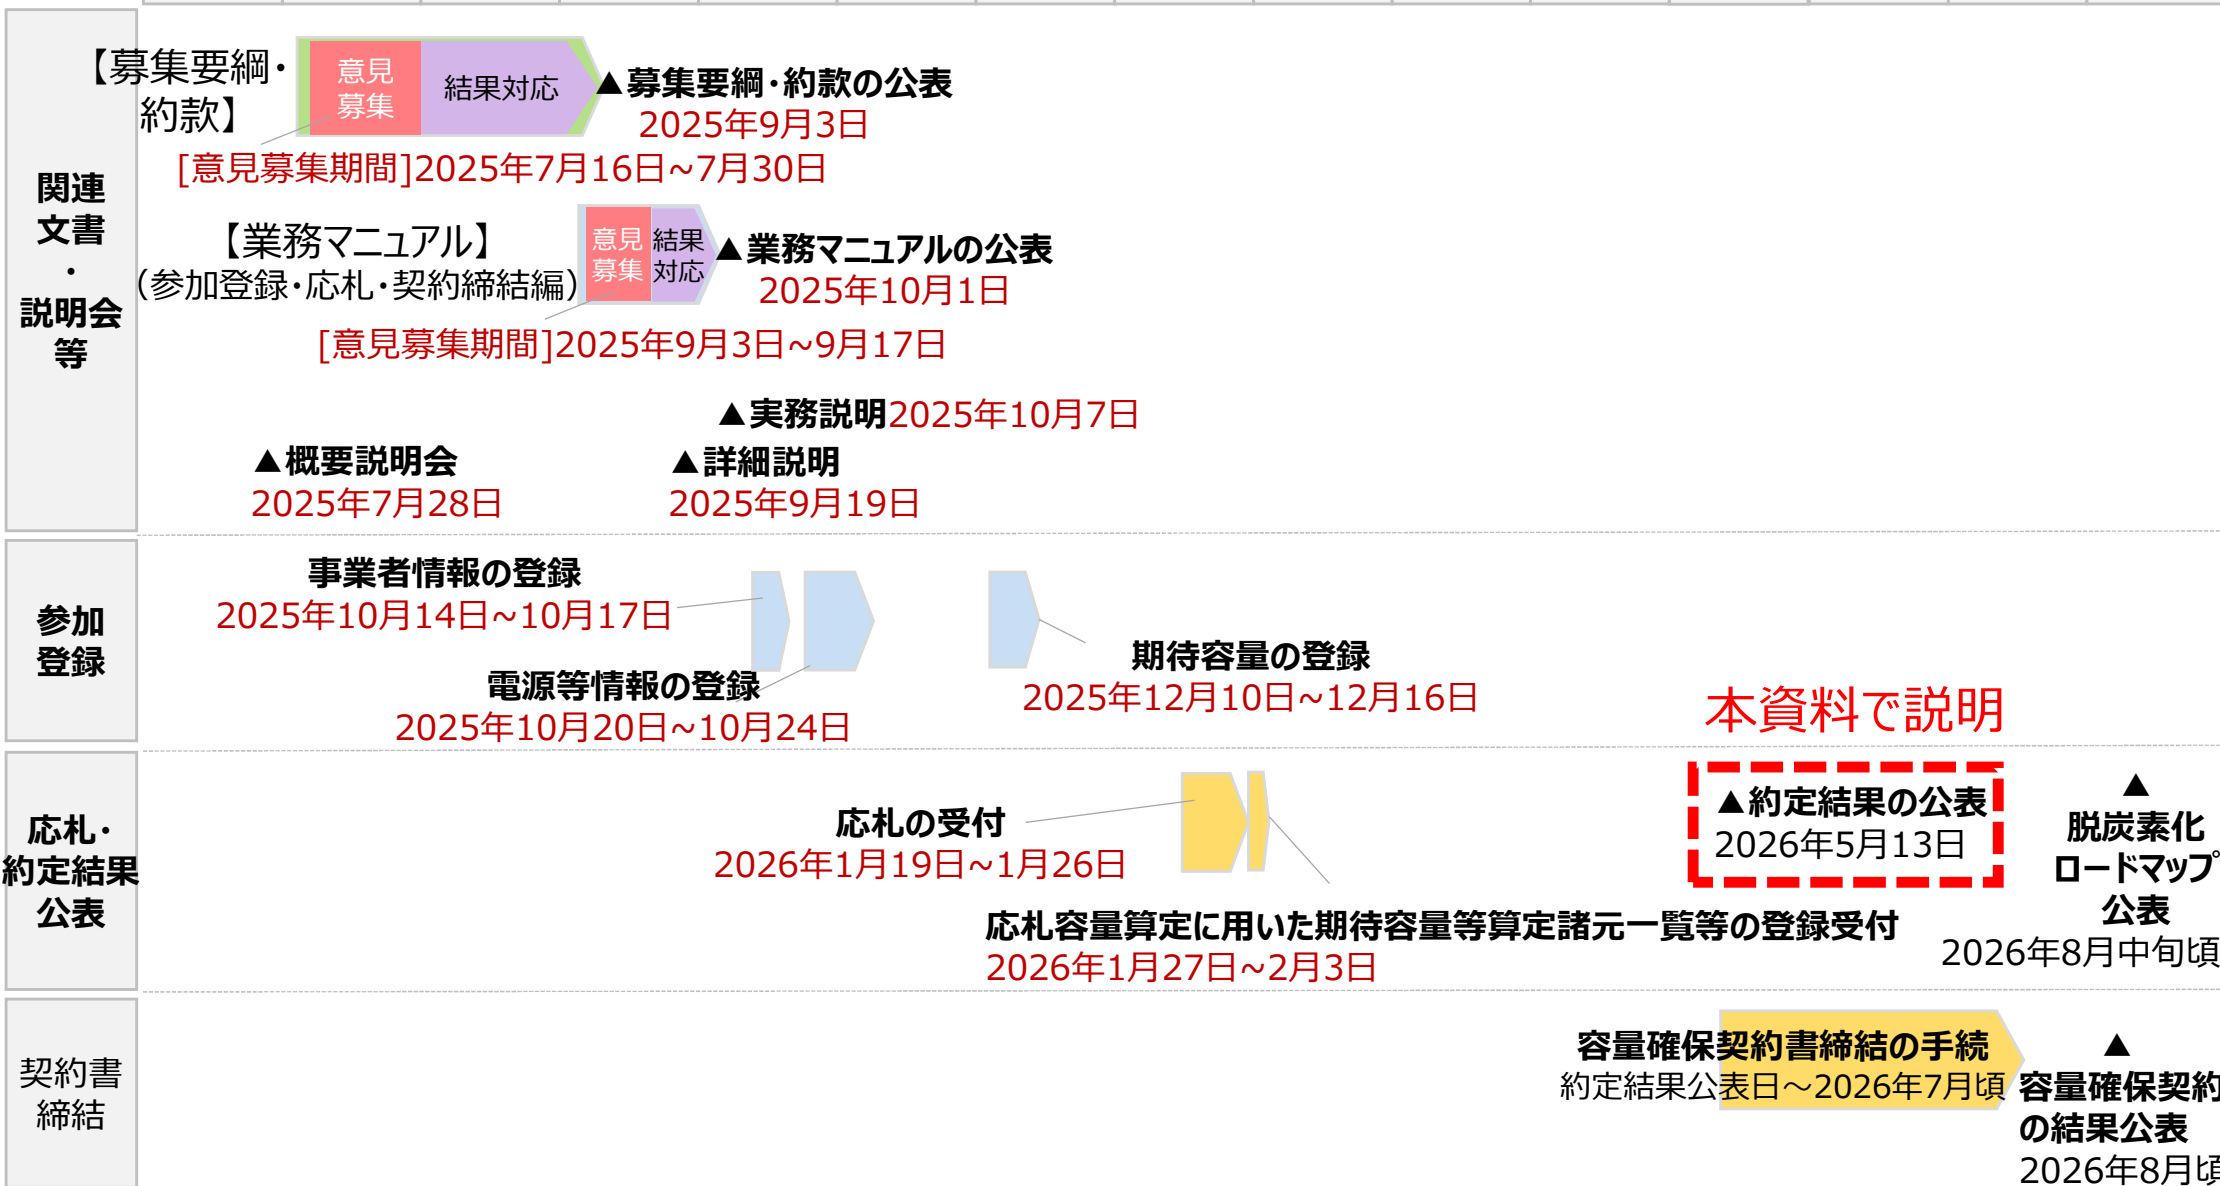 関連
文書
・
説明会
等
【募集要綱・
約款】
意見
募集
結果対応
▲募集要綱・約款の公表
2025年9月3日
[意見募集期間]2025年7月16日~7月30日
【業務マニュアル】
（参加登録・応札・契約締結編）
意見
募集
結果
対応
▲業務マニュアルの公表
2025年10月1日
[意見募集期間]2025年9月3日~9月17日
▲実務説明2025年10月7日
▲概要説明会
2025年7月28日
▲詳細説明
2025年9月19日
参加
登録
事業者情報の登録
2025年10月14日~10月17日
電源等情報の登録
2025年10月20日~10月24日
期待容量の登録
2025年12月10日~12月16日
本資料で説明
応札・
約定結果
公表
応札の受付
2026年1月19日~1月26日
応札容量算定に用いた期待容量等算定諸元一覧等の登録受付
2026年1月27日~2月3日
▲約定結果の公表
2026年5月13日
▲
脱炭素化
ロードマップ
公表
2026年8月中旬頃
契約書
締結
容量確保契約書締結の手続
約定結果公表日～2026年7月頃
▲
容量確保契約
の結果公表
2026年8月頃